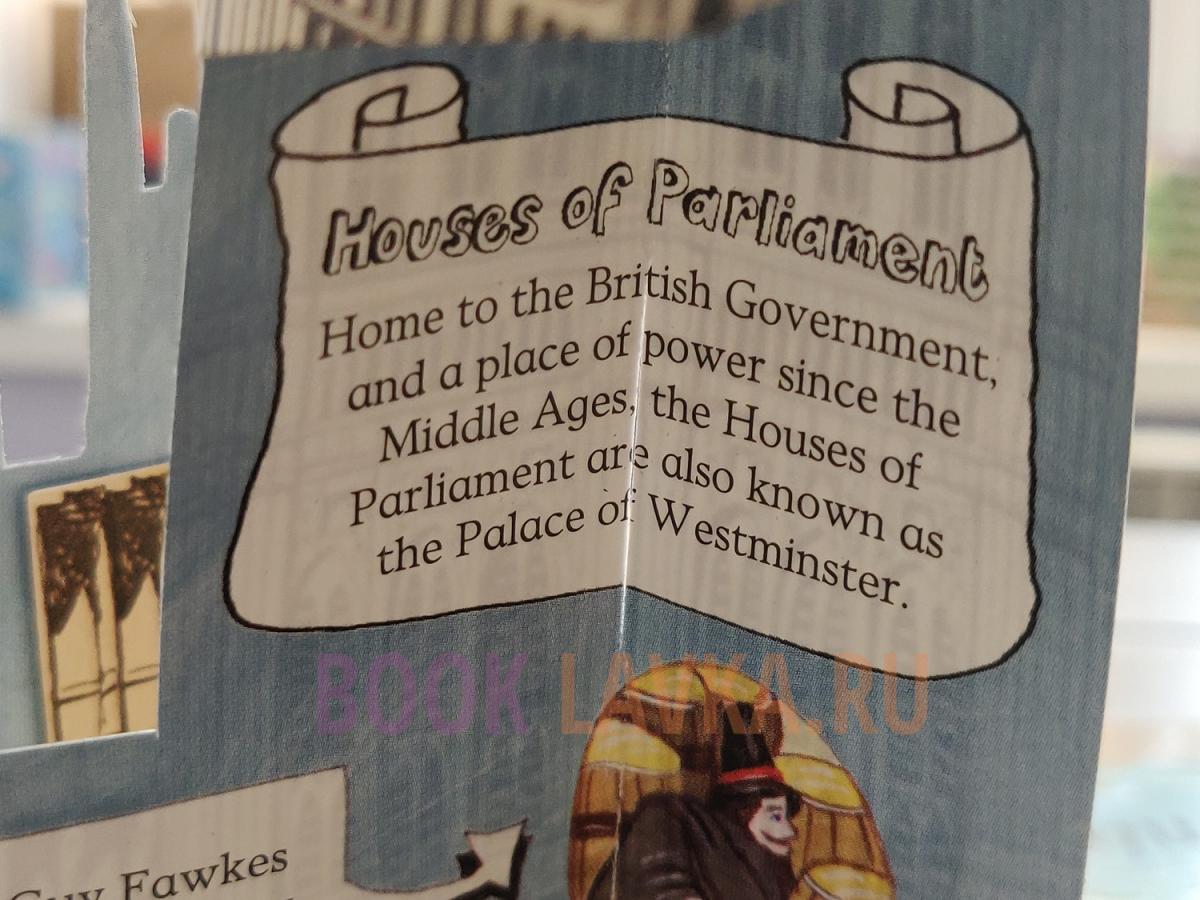 Houses of Parliament
Home to the British Government,
and a place of power since the
Middle Ages, the Houses of
Parliament are also known as
the Palace of Westminster.
BOOK LAVKA.RU
Guy Fawkes